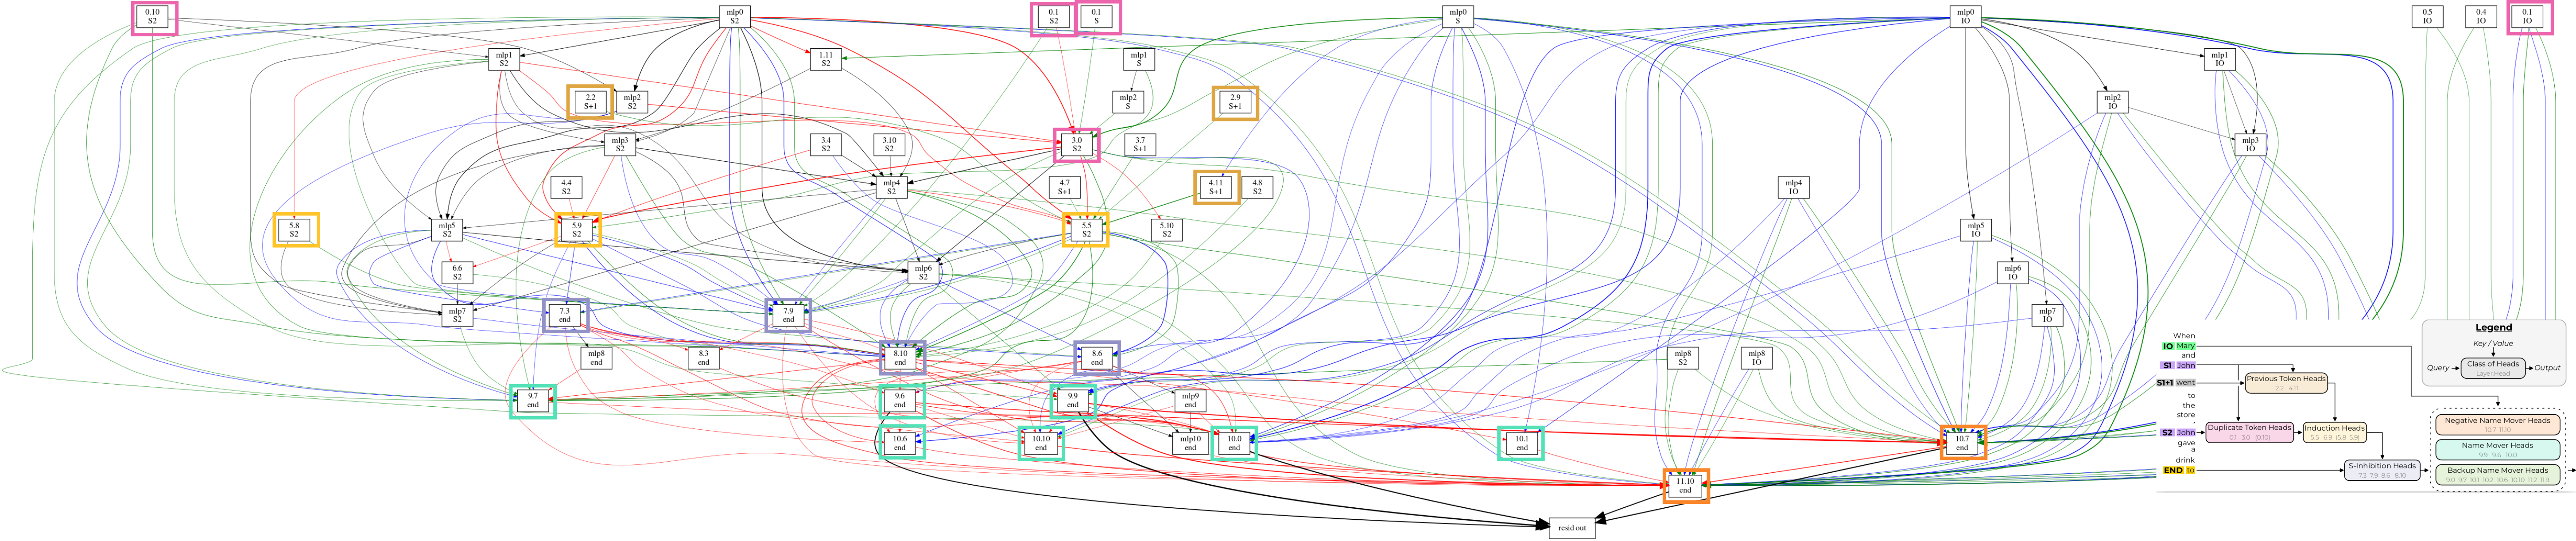 0.10
S2
mlp0
S2
0.1
S2
0.1
S
mlp0
S
mlp0
IO
0.5
IO
0.4
IO
0.1
IO
mlp1
S2
1.11
S2
mlp1
S
mlp1
IO
2.2
S+1
mlp2
S2
mlp2
S
2.9
S+1
mlp2
IO
mlp3
S2
3.4
S2
3.10
S2
3.0
S2
3.7
S+1
mlp3
IO
4.4
S2
mlp4
S2
4.7
S+1
4.11
S+1
4.8
S2
mlp4
IO
5.8
S2
mlp5
S2
5.9
S2
5.5
S2
5.10
S2
mlp5
IO
6.6
S2
mlp6
S2
mlp6
IO
mlp7
S2
7.3
end
7.9
end
mlp7
IO
mlp8
end
8.3
end
8.10
end
8.6
end
mlp8
S2
mlp8
IO
9.7
end
9.6
end
9.9
end
mlp9
end
10.6
end
10.10
end
mlp10
end
10.0
end
10.1
end
10.7
end
11.10
end
resid out
When
IO Mary
and
S1 John
S1+1 went
to
the
store
S2 John
gave
a
drink
END to
Previous Token Heads
2.2 4.11
Duplicate Token Heads
0.1 3.0 (0.10)
Induction Heads
5.5 6.9 (5.8 5.9)
S-Inhibition Heads
7.3 7.9 8.6 8.10
Legend
Key / Value
Query
Class of Heads
Layer.Head
Output
Negative Name Mover Heads
10.7 11.10
Name Mover Heads
9.9 9.6 10.0
Backup Name Mover Heads
9.0 9.7 10.1 10.2 10.6 10.10 11.2 11.9